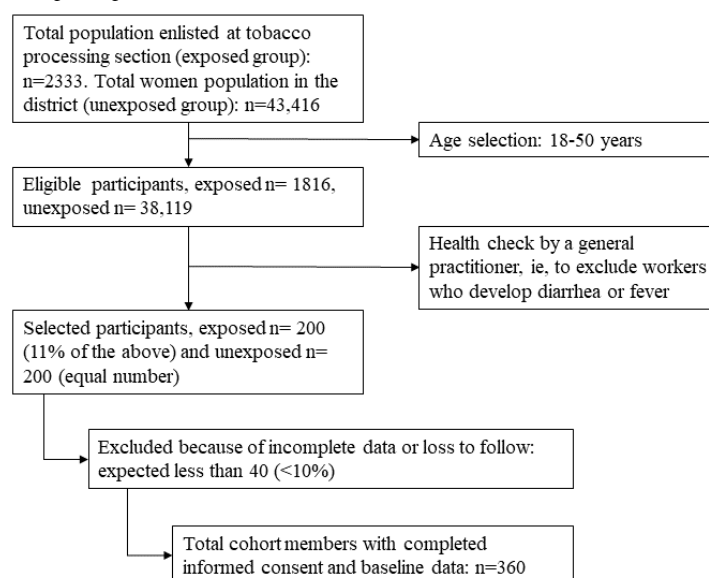 Total population enlisted at tobacco
processing section (exposed group):
n=2333. Total women population in the
district (unexposed group): n=43,416
Age selection: 18-50 years
Eligible participants, exposed n= 1816,
unexposed n= 38,119
Health check by a general
practitioner, ie, to exclude workers
who develop diarrhea or fever
Selected participants, exposed n= 200
(11% of the above) and unexposed n=
200 (equal number)
Excluded because of incomplete data or loss to follow:
expected less than 40 (<10%)
Total cohort members with completed
informed consent and baseline data: n=360